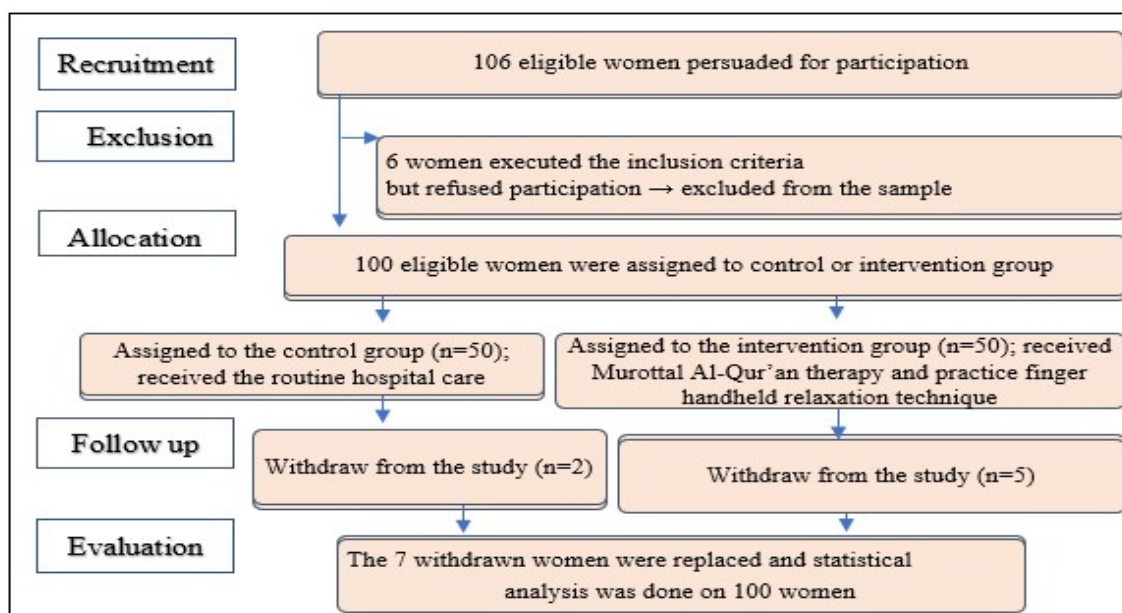 Recruitment
106 eligible women persuaded for participation
Exclusion
6 women executed the inclusion criteria
but refused participation → excluded from the sample
Allocation
100 eligible women were assigned to control or intervention group
Assigned to the control group (n=50);
received the routine hospital care
Assigned to the intervention group (n=50); received
Murottal Al-Qur’an therapy and practice finger
handheld relaxation technique
Follow up
Withdraw from the study (n=2)
Withdraw from the study (n=5)
Evaluation
The 7 withdrawn women were replaced and statistical
analysis was done on 100 women